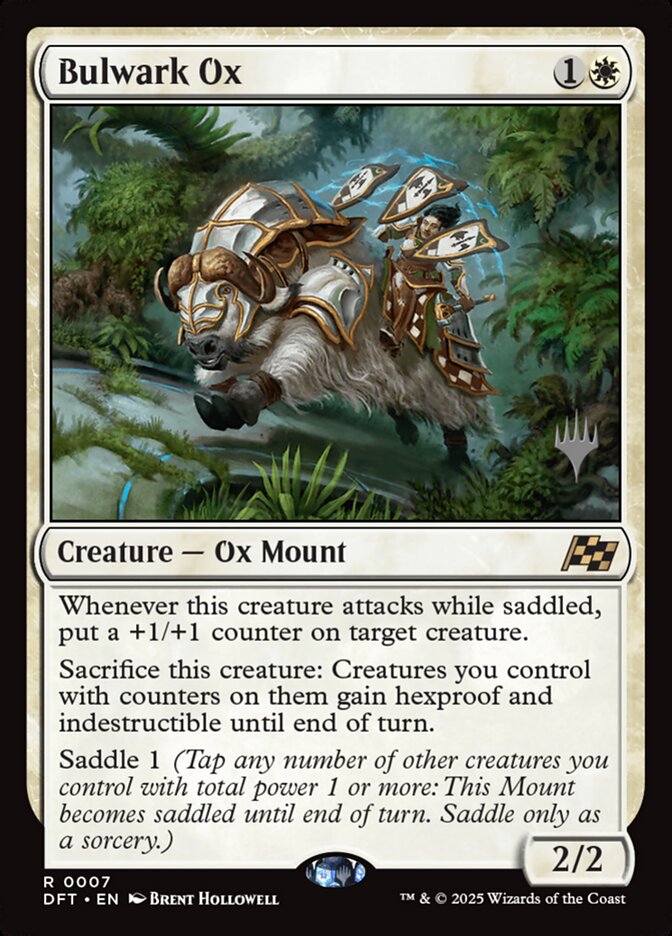 Bulwark Ox
1
Creature — Ox Mount
Whenever this creature attacks while saddled,
put a +1/+1 counter on target creature.
Sacrifice this creature: Creatures you control
with counters on them gain hexproof and
indestructible until end of turn.
Saddle 1 (Tap any number of other creatures you
control with total power 1 or more: This Mount
becomes saddled until end of turn. Saddle only as
a sorcery.)
2/2
R 0007
DFT • EN Brent Hollowell
™ & © 2025 Wizards of the Coast